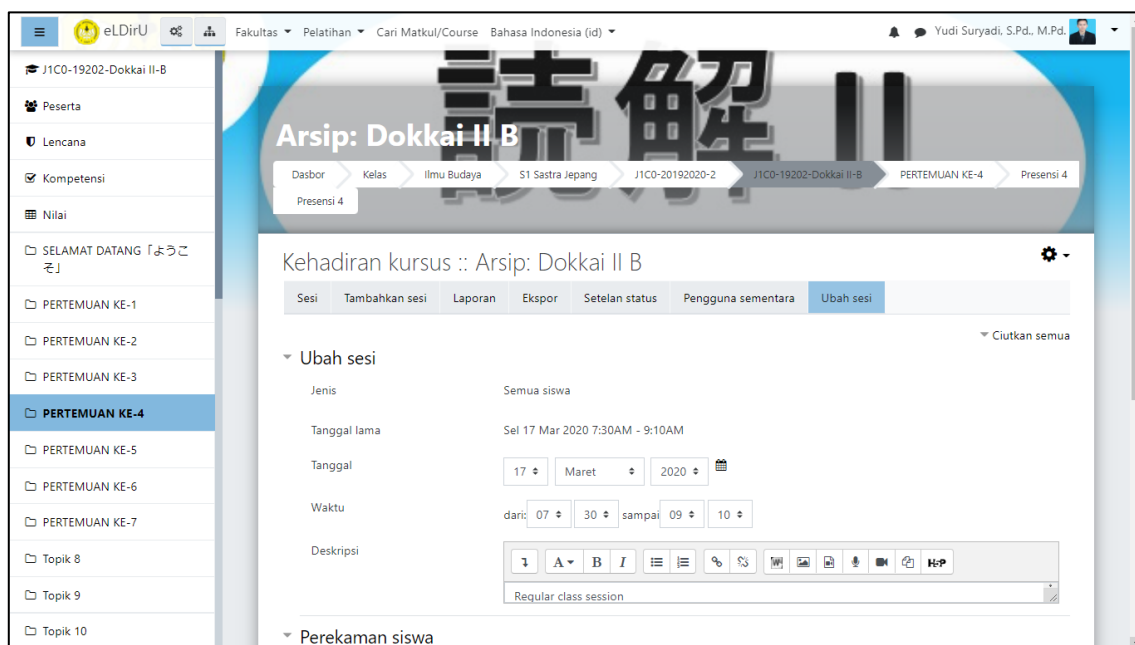 eLDirU Fakultas Pelatihan Cari Matkul/Course Bahasa Indonesia (id) Yudi Suryadi, S.Pd., M.Pd.
J1C0-19202-Dokkai II-B
Peserta
Lencana
Kompetensi
Nilai
SELAMAT DATANG「ようこ
そ」
PERTEMUAN KE-1
PERTEMUAN KE-2
PERTEMUAN KE-3
PERTEMUAN KE-4
PERTEMUAN KE-5
PERTEMUAN KE-6
PERTEMUAN KE-7
Topik 8
Topik 9
Topik 10
読解 II
Arsip: Dokkai II B
Dasbor Kelas Ilmu Budaya S1 Sastra Jepang J1C0-20192020-2 J1C0-19202-Dokkai II-B PERTEMUAN KE-4 Presensi 4
Presensi 4
Kehadiran kursus :: Arsip: Dokkai II B
Sesi Tambahkan sesi Laporan Ekspor Setelan status Pengguna sementara Ubah sesi
Ciutkan semua
Ubah sesi
Jenis Semua siswa
Tanggal lama Sel 17 Mar 2020 7:30AM - 9:10AM
Tanggal 17 Maret 2020
Waktu dari: 07 30 sampai 09 10
Deskripsi
A B I H-P
Regular class session
Perekaman siswa